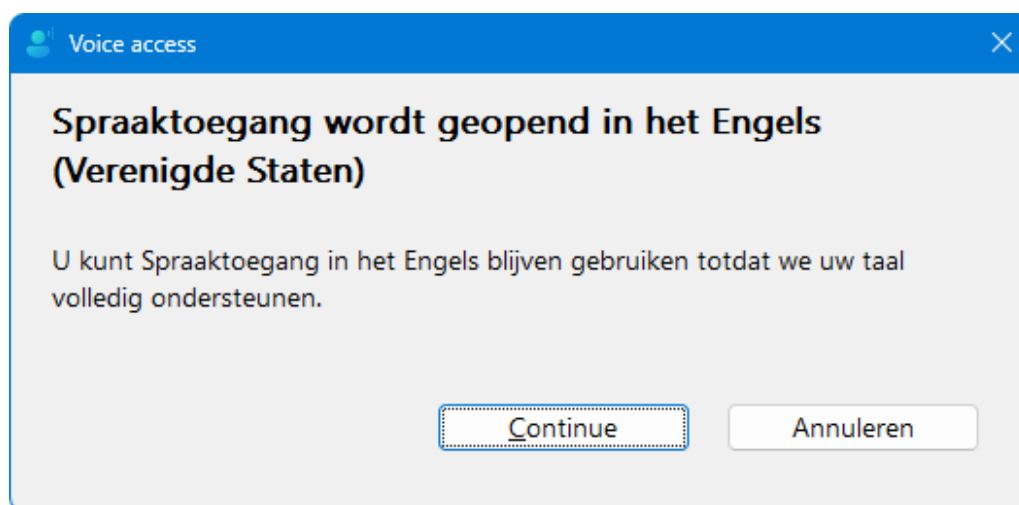 Voice access
Spraaktoegang wordt geopend in het Engels
(Verenigde Staten)
U kunt Spraaktoegang in het Engels blijven gebruiken totdat we uw taal
volledig ondersteunen.
Continue
Annuleren